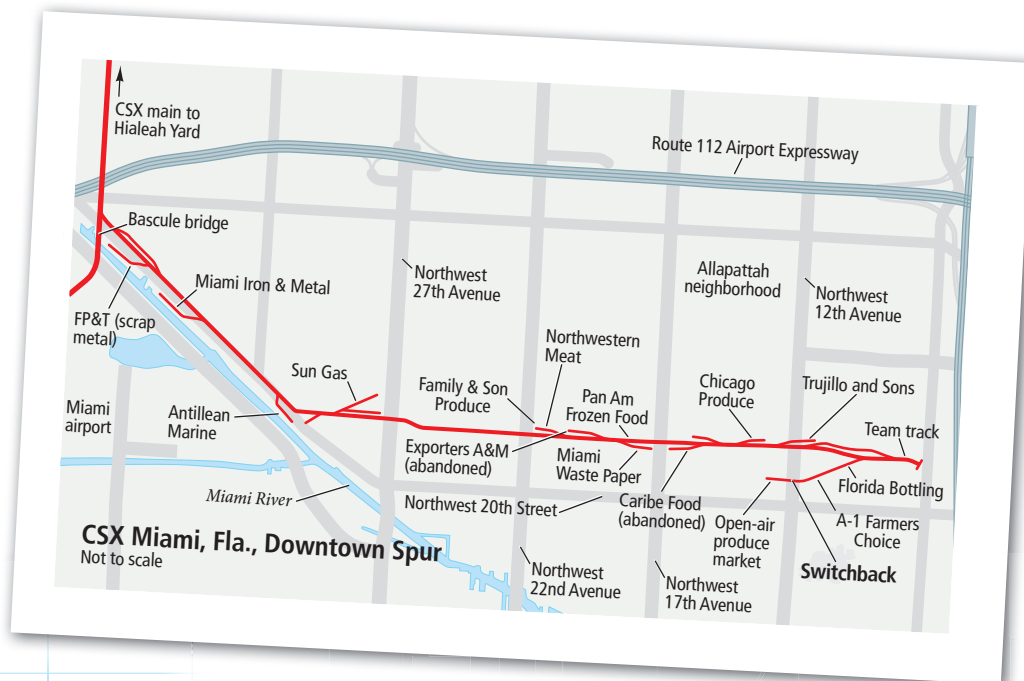 CSX main to
Hialeah Yard
Route 112 Airport Expressway
Bascule bridge
Miami Iron & Metal
Northwest
27th Avenue
Allapattah
neighborhood
Northwest
12th Avenue
FP&T (scrap
metal)
Northwestern
Meat
Sun Gas
Family & Son
Produce
Pan Am
Frozen Food
Chicago
Produce
Trujillo and Sons
Miami
airport
Antillean
Marine
Team track
Exporters A&M
(abandoned)
Miami
Waste Paper
Florida Bottling
Miami River
Northwest 20th Street
Caribe Food
(abandoned)
Open-air
produce
market
A-1 Farmers
Choice
Switchback
CSX Miami, Fla., Downtown Spur
Not to scale
Northwest
22nd Avenue
Northwest
17th Avenue